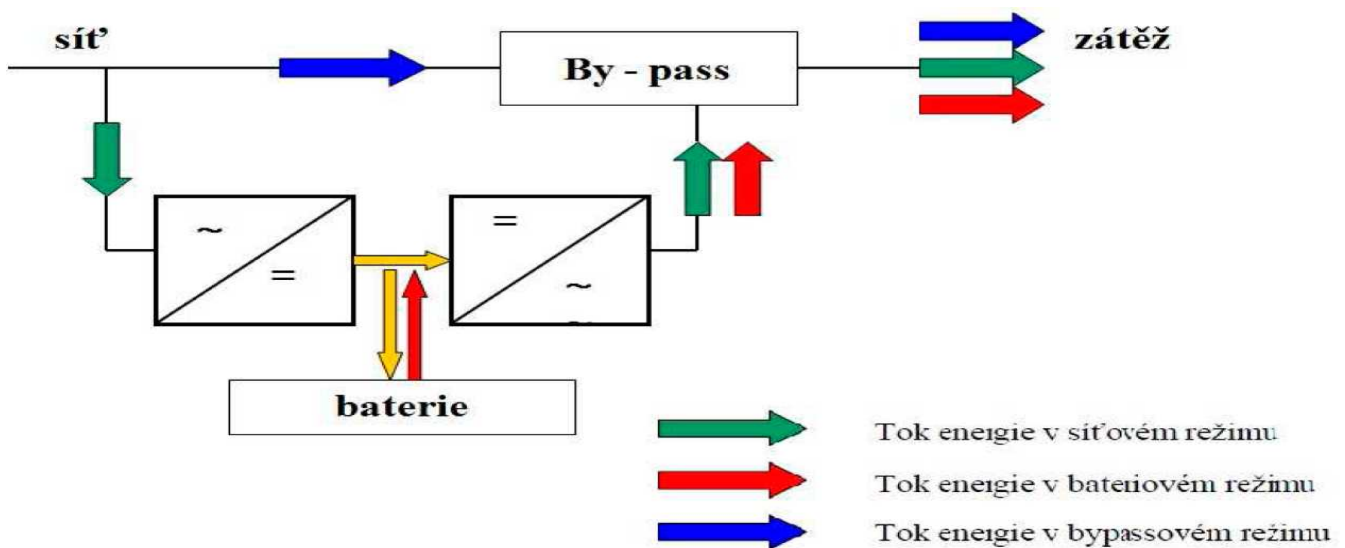 síť
zátěž
By - pass
~
=
=
~
~
baterie
Tok energie v síťovém režimu
Tok energie v bateriovém režimu
Tok energie v bypassovém režimu